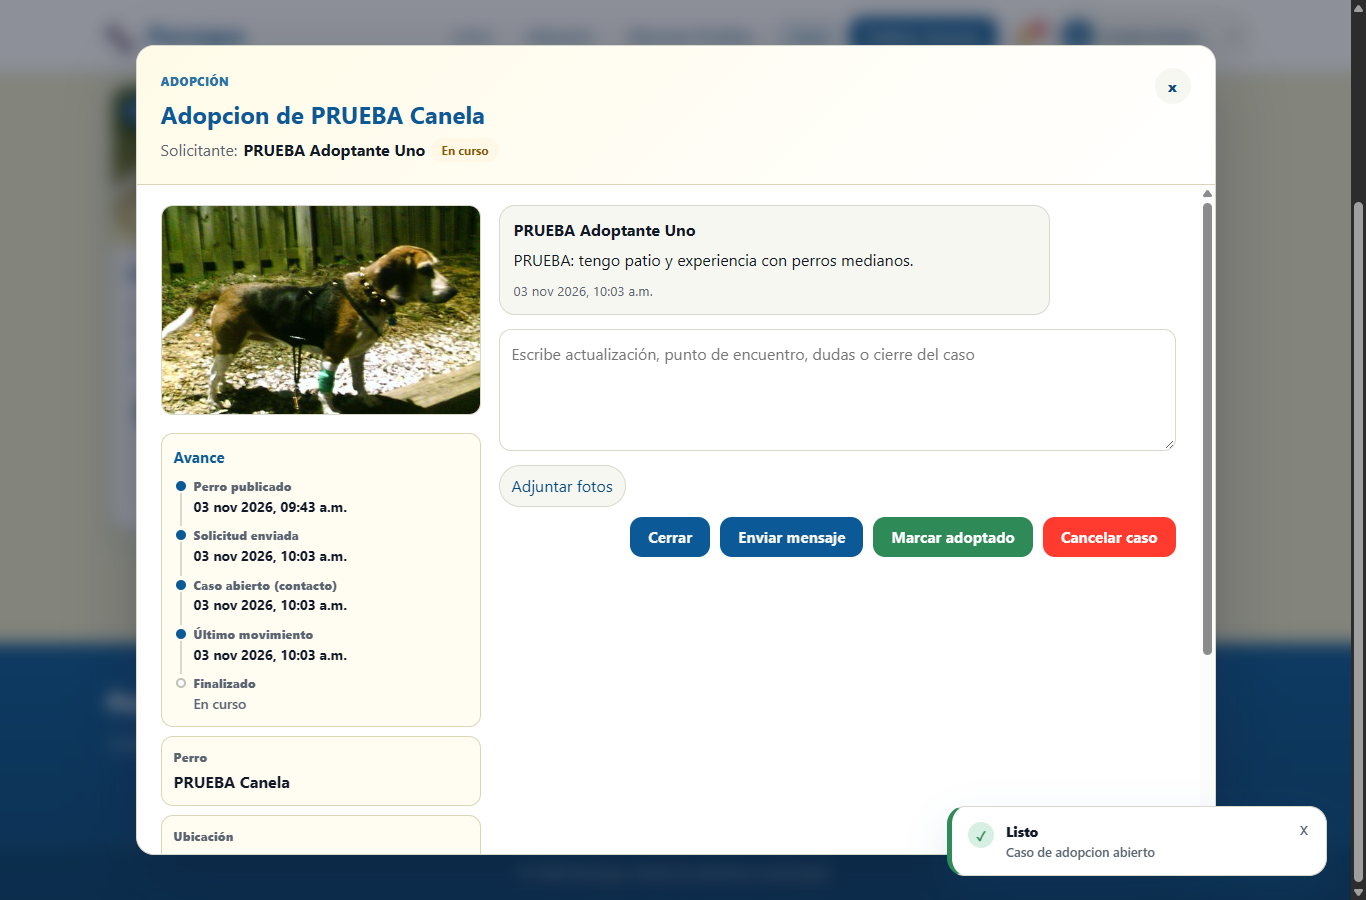 ADOPCIÓN
Adopcion de PRUEBA Canela
Solicitante: PRUEBA Adoptante Uno En curso
x
Avance
Perro publicado
03 nov 2026, 09:43 a.m.
Solicitud enviada
03 nov 2026, 10:03 a.m.
Caso abierto (contacto)
03 nov 2026, 10:03 a.m.
Último movimiento
03 nov 2026, 10:03 a.m.
Finalizado
En curso
Perro
PRUEBA Canela
Ubicación
PRUEBA Adoptante Uno
PRUEBA: tengo patio y experiencia con perros medianos.
03 nov 2026, 10:03 a.m.
Escribe actualización, punto de encuentro, dudas o cierre del caso
Adjuntar fotos
Cerrar
Enviar mensaje
Marcar adoptado
Cancelar caso
Listo
X
Caso de adopcion abierto